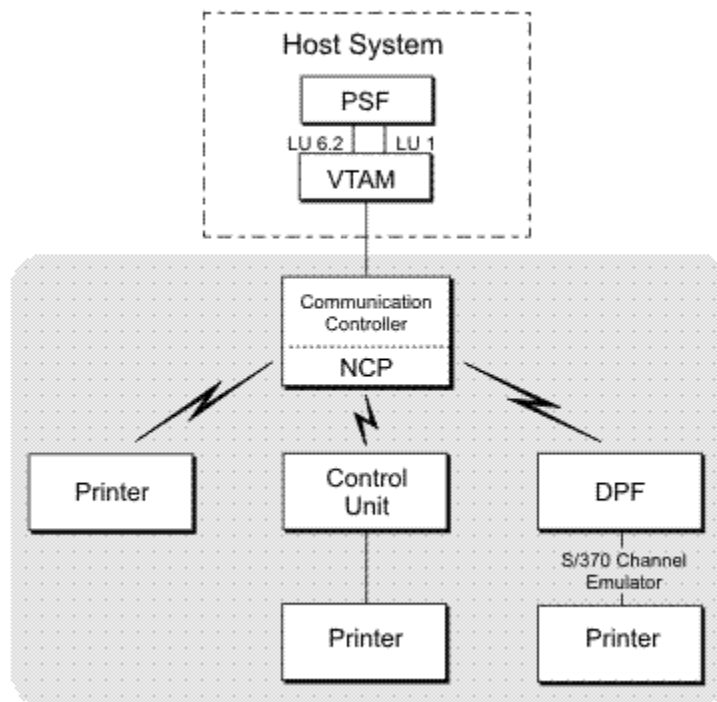 Host System
PSF
LU 6.2 LU 1
VTAM
Communication
Controller
NCP
Printer
Control
Unit
DPF
S/370 Channel
Emulator
Printer
Printer